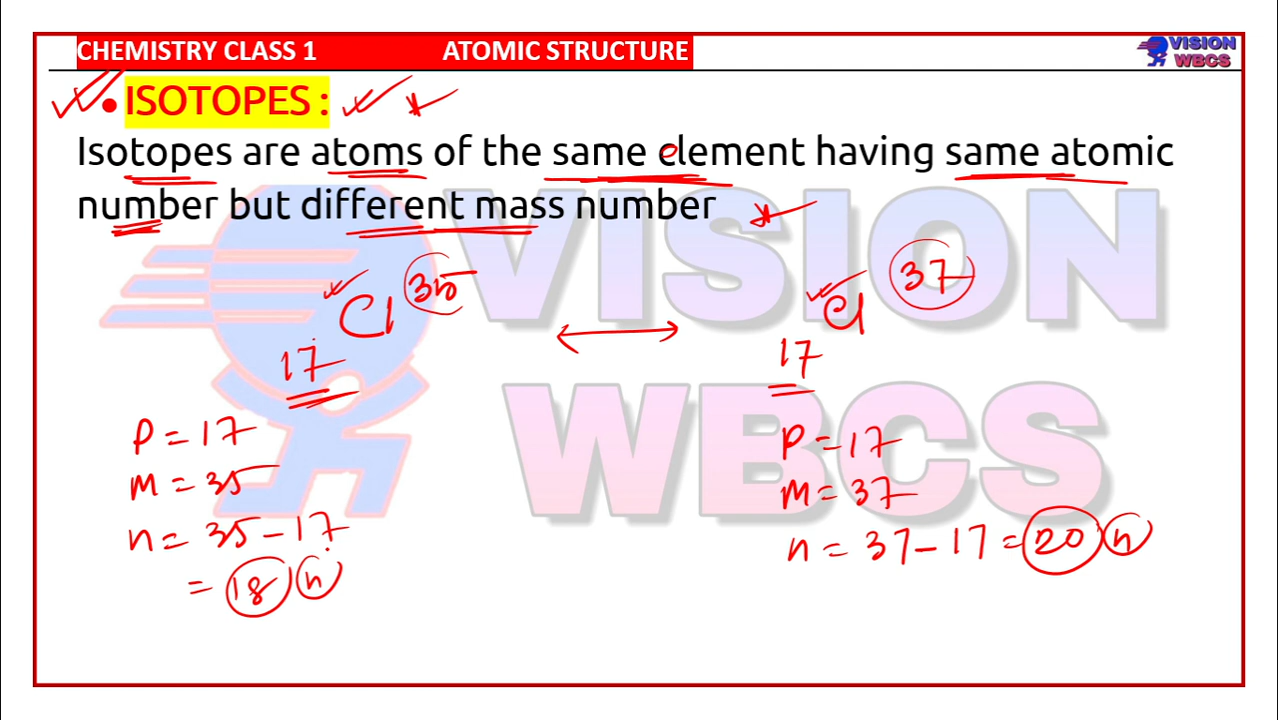 CHEMISTRY CLASS 1 ATOMIC STRUCTURE
VISION
WBCS
• ISOTOPES :
Isotopes are atoms of the same element having same atomic
number but different mass number
Cl 35
17
Cl 37
17
P = 17
M = 35
n = 35 - 17
= 18 n
P = 17
M = 37
n = 37 - 17 = 20 n
VISION
WBCS